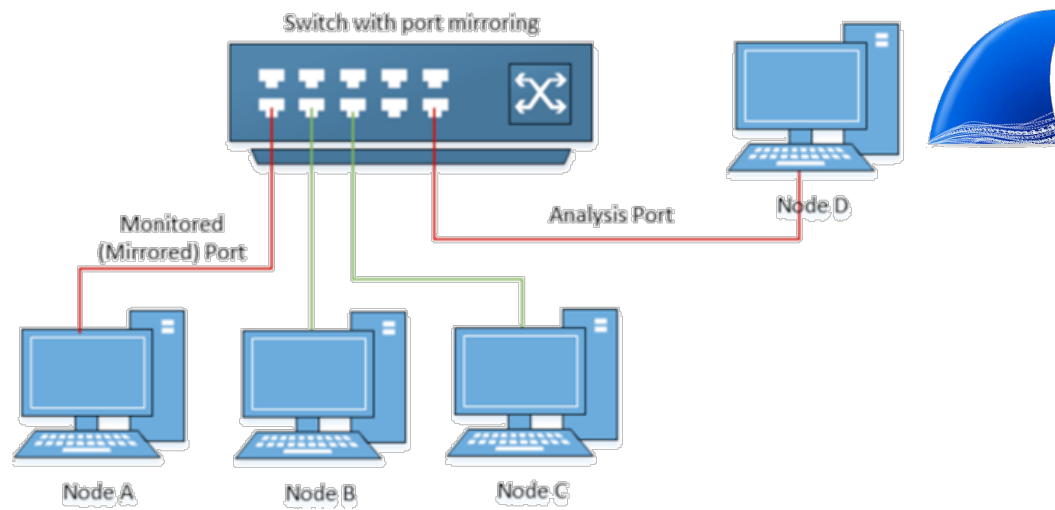 Switch with port mirroring
Node D
Analysis Port
Monitored
(Mirrored) Port
Node A
Node B
Node C